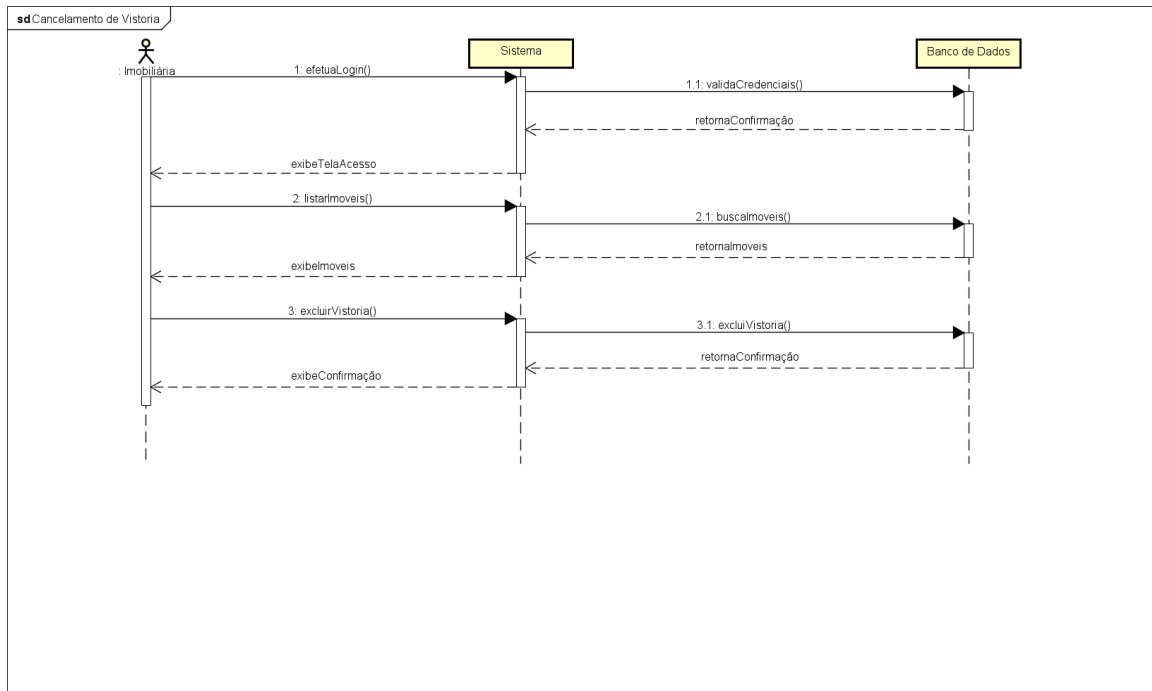 sd Cancelamento de Vistoria
: Imobiliária
Sistema
Banco de Dados
1: efetuaLogin()
1.1: validaCredenciais()
retornaConfirmação
exibeTelaAcesso
2: listarImoveis()
2.1: buscaImoveis()
retornaImoveis
exibeImoveis
3: excluirVistoria()
3.1: excluiVistoria()
retornaConfirmação
exibeConfirmação